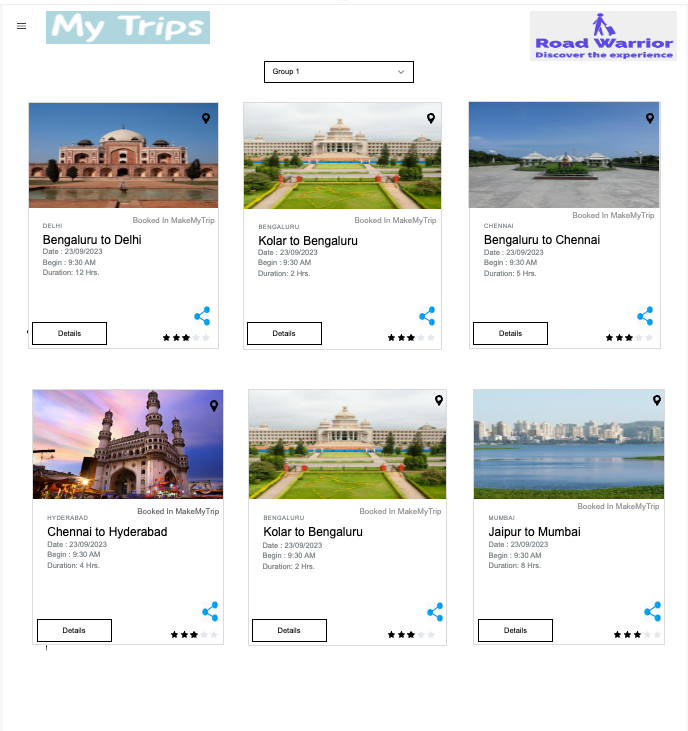 My Trips
Road Warrior
Discover the experience
Group 1
Booked In MakeMyTrip
DELHI
Bengaluru to Delhi
Date : 23/09/2023
Begin : 9:30 AM
Duration: 12 Hrs.
Details
Booked In MakeMyTrip
BENGALURU
Kolar to Bengaluru
Date : 23/09/2023
Begin : 9:30 AM
Duration: 2 Hrs.
Details
Booked In MakeMyTrip
CHENNAI
Bengaluru to Chennai
Date : 23/09/2023
Begin : 9:30 AM
Duration: 5 Hrs.
Details
Booked In MakeMyTrip
HYDERABAD
Chennai to Hyderabad
Date : 23/09/2023
Begin : 9:30 AM
Duration: 4 Hrs.
Details
Booked In MakeMyTrip
BENGALURU
Kolar to Bengaluru
Date : 23/09/2023
Begin : 9:30 AM
Duration: 2 Hrs.
Details
Booked In MakeMyTrip
MUMBAI
Jaipur to Mumbai
Date : 23/09/2023
Begin : 9:30 AM
Duration: 8 Hrs.
Details